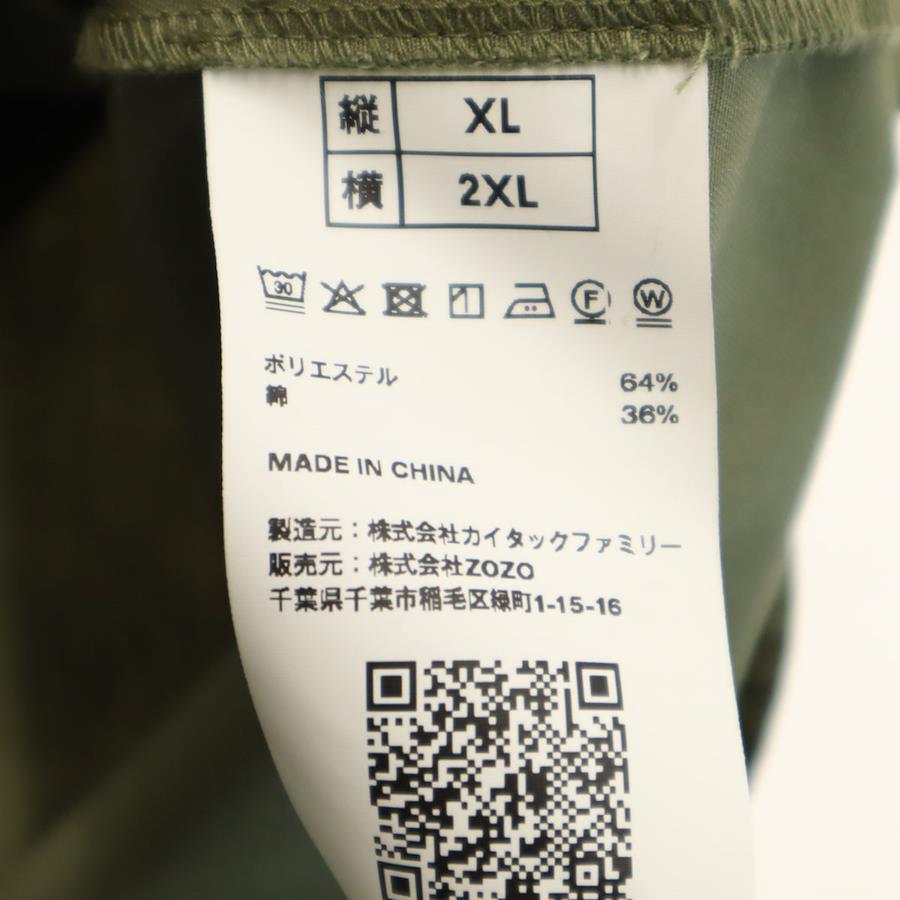 縦 XL
横 2XL
30 F W
ポリエステル 64%
綿 36%
MADE IN CHINA
製造元：株式会社カイタックファミリー
販売元：株式会社ZOZO
千葉県千葉市稲毛区緑町1-15-16